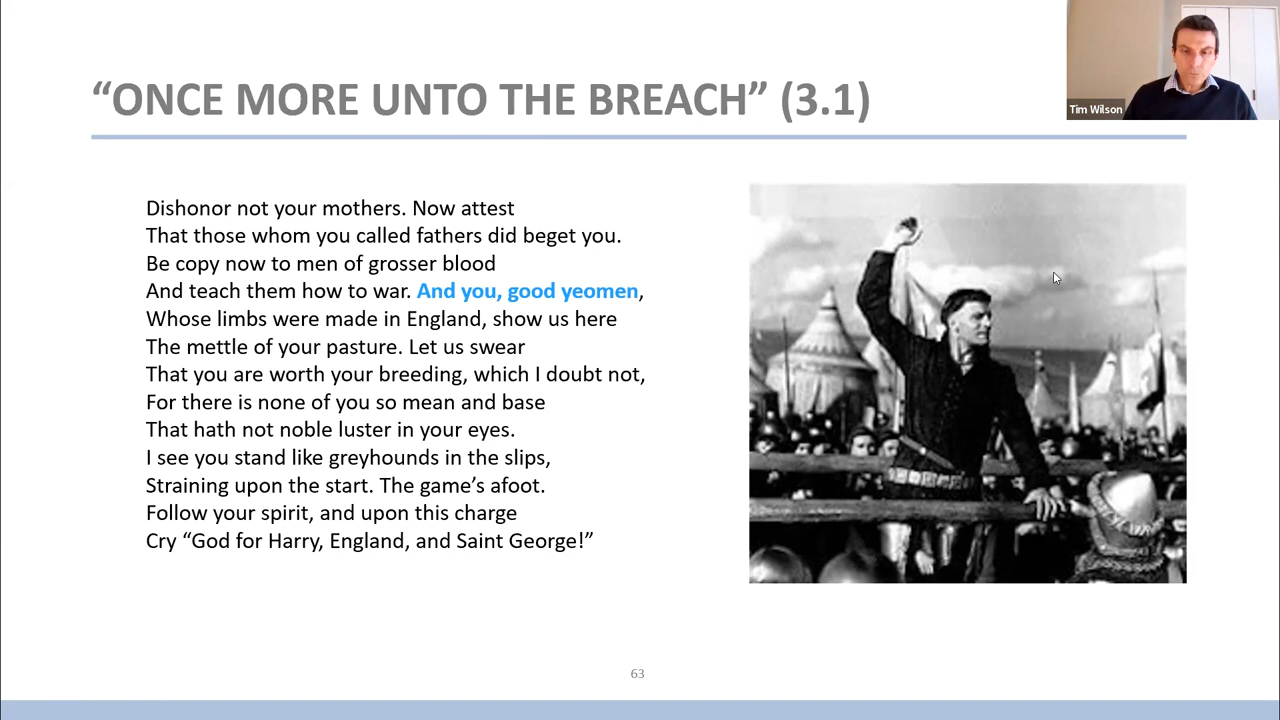 “ONCE MORE UNTO THE BREACH” (3.1)
Tim Wilson
Dishonor not your mothers. Now attest
That those whom you called fathers did beget you.
Be copy now to men of grosser blood
And teach them how to war. And you, good yeomen,
Whose limbs were made in England, show us here
The mettle of your pasture. Let us swear
That you are worth your breeding, which I doubt not,
For there is none of you so mean and base
That hath not noble luster in your eyes.
I see you stand like greyhounds in the slips,
Straining upon the start. The game’s afoot.
Follow your spirit, and upon this charge
Cry “God for Harry, England, and Saint George!”
63